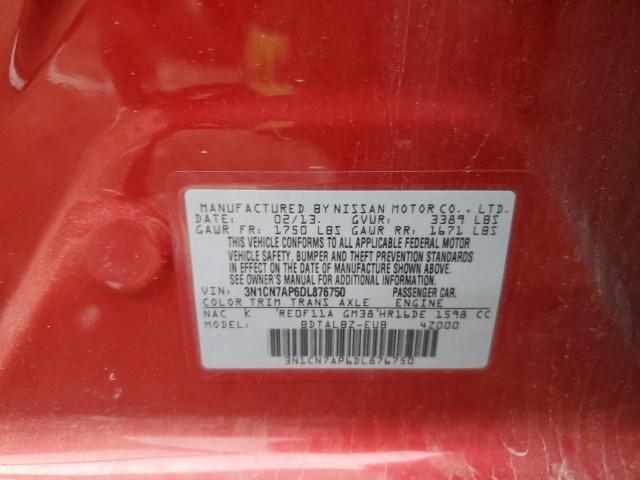 MANUFACTURED BY NISSAN MOTOR CO., LTD.
DATE: 02/13. GVWR: 3389 LBS
GAWR FR: 1750 LBS GAWR RR: 1671 LBS
THIS VEHICLE CONFORMS TO ALL APPLICABLE FEDERAL MOTOR
VEHICLE SAFETY, BUMPER AND THEFT PREVENTION STANDARDS
IN EFFECT ON THE DATE OF MANUFACTURE SHOWN ABOVE.
SEE OWNER'S MANUAL FOR ADDITIONAL INFORMATION.
VIN: 3N1CN7AP6DL876750 PASSENGER CAR.
COLOR TRIM TRANS AXLE ENGINE
NAC K RE0F11A GM38 HR16DE 1598 CC
BDTALBZ-EUB 4Z000
3N1CN7AP6DL876750